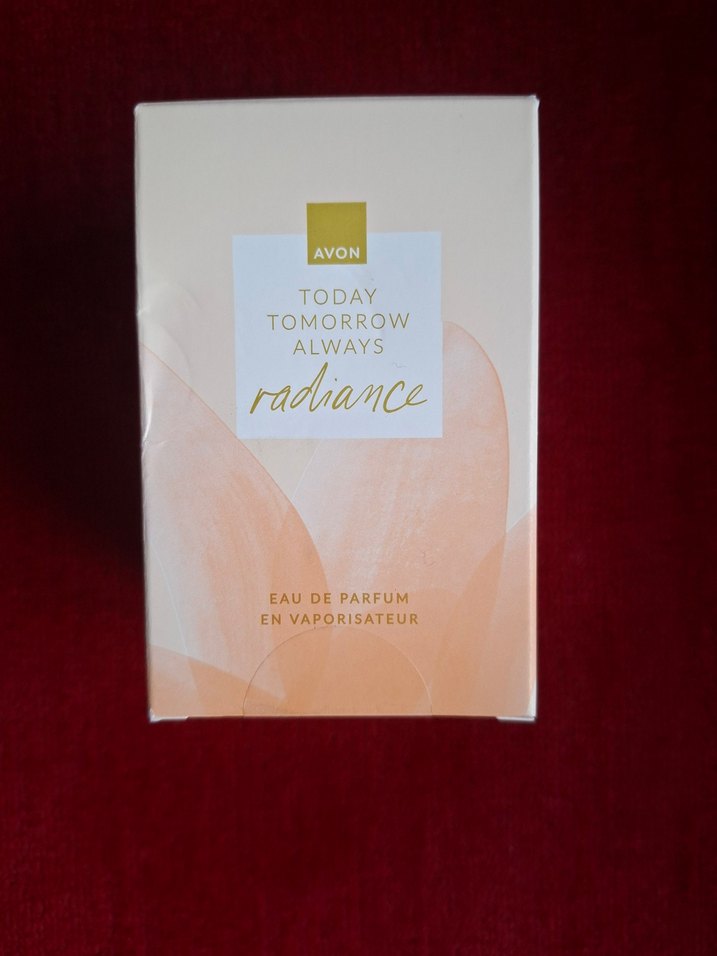 AVON
TODAY
TOMORROW
ALWAYS
radiance
EAU DE PARFUM
EN VAPORISATEUR